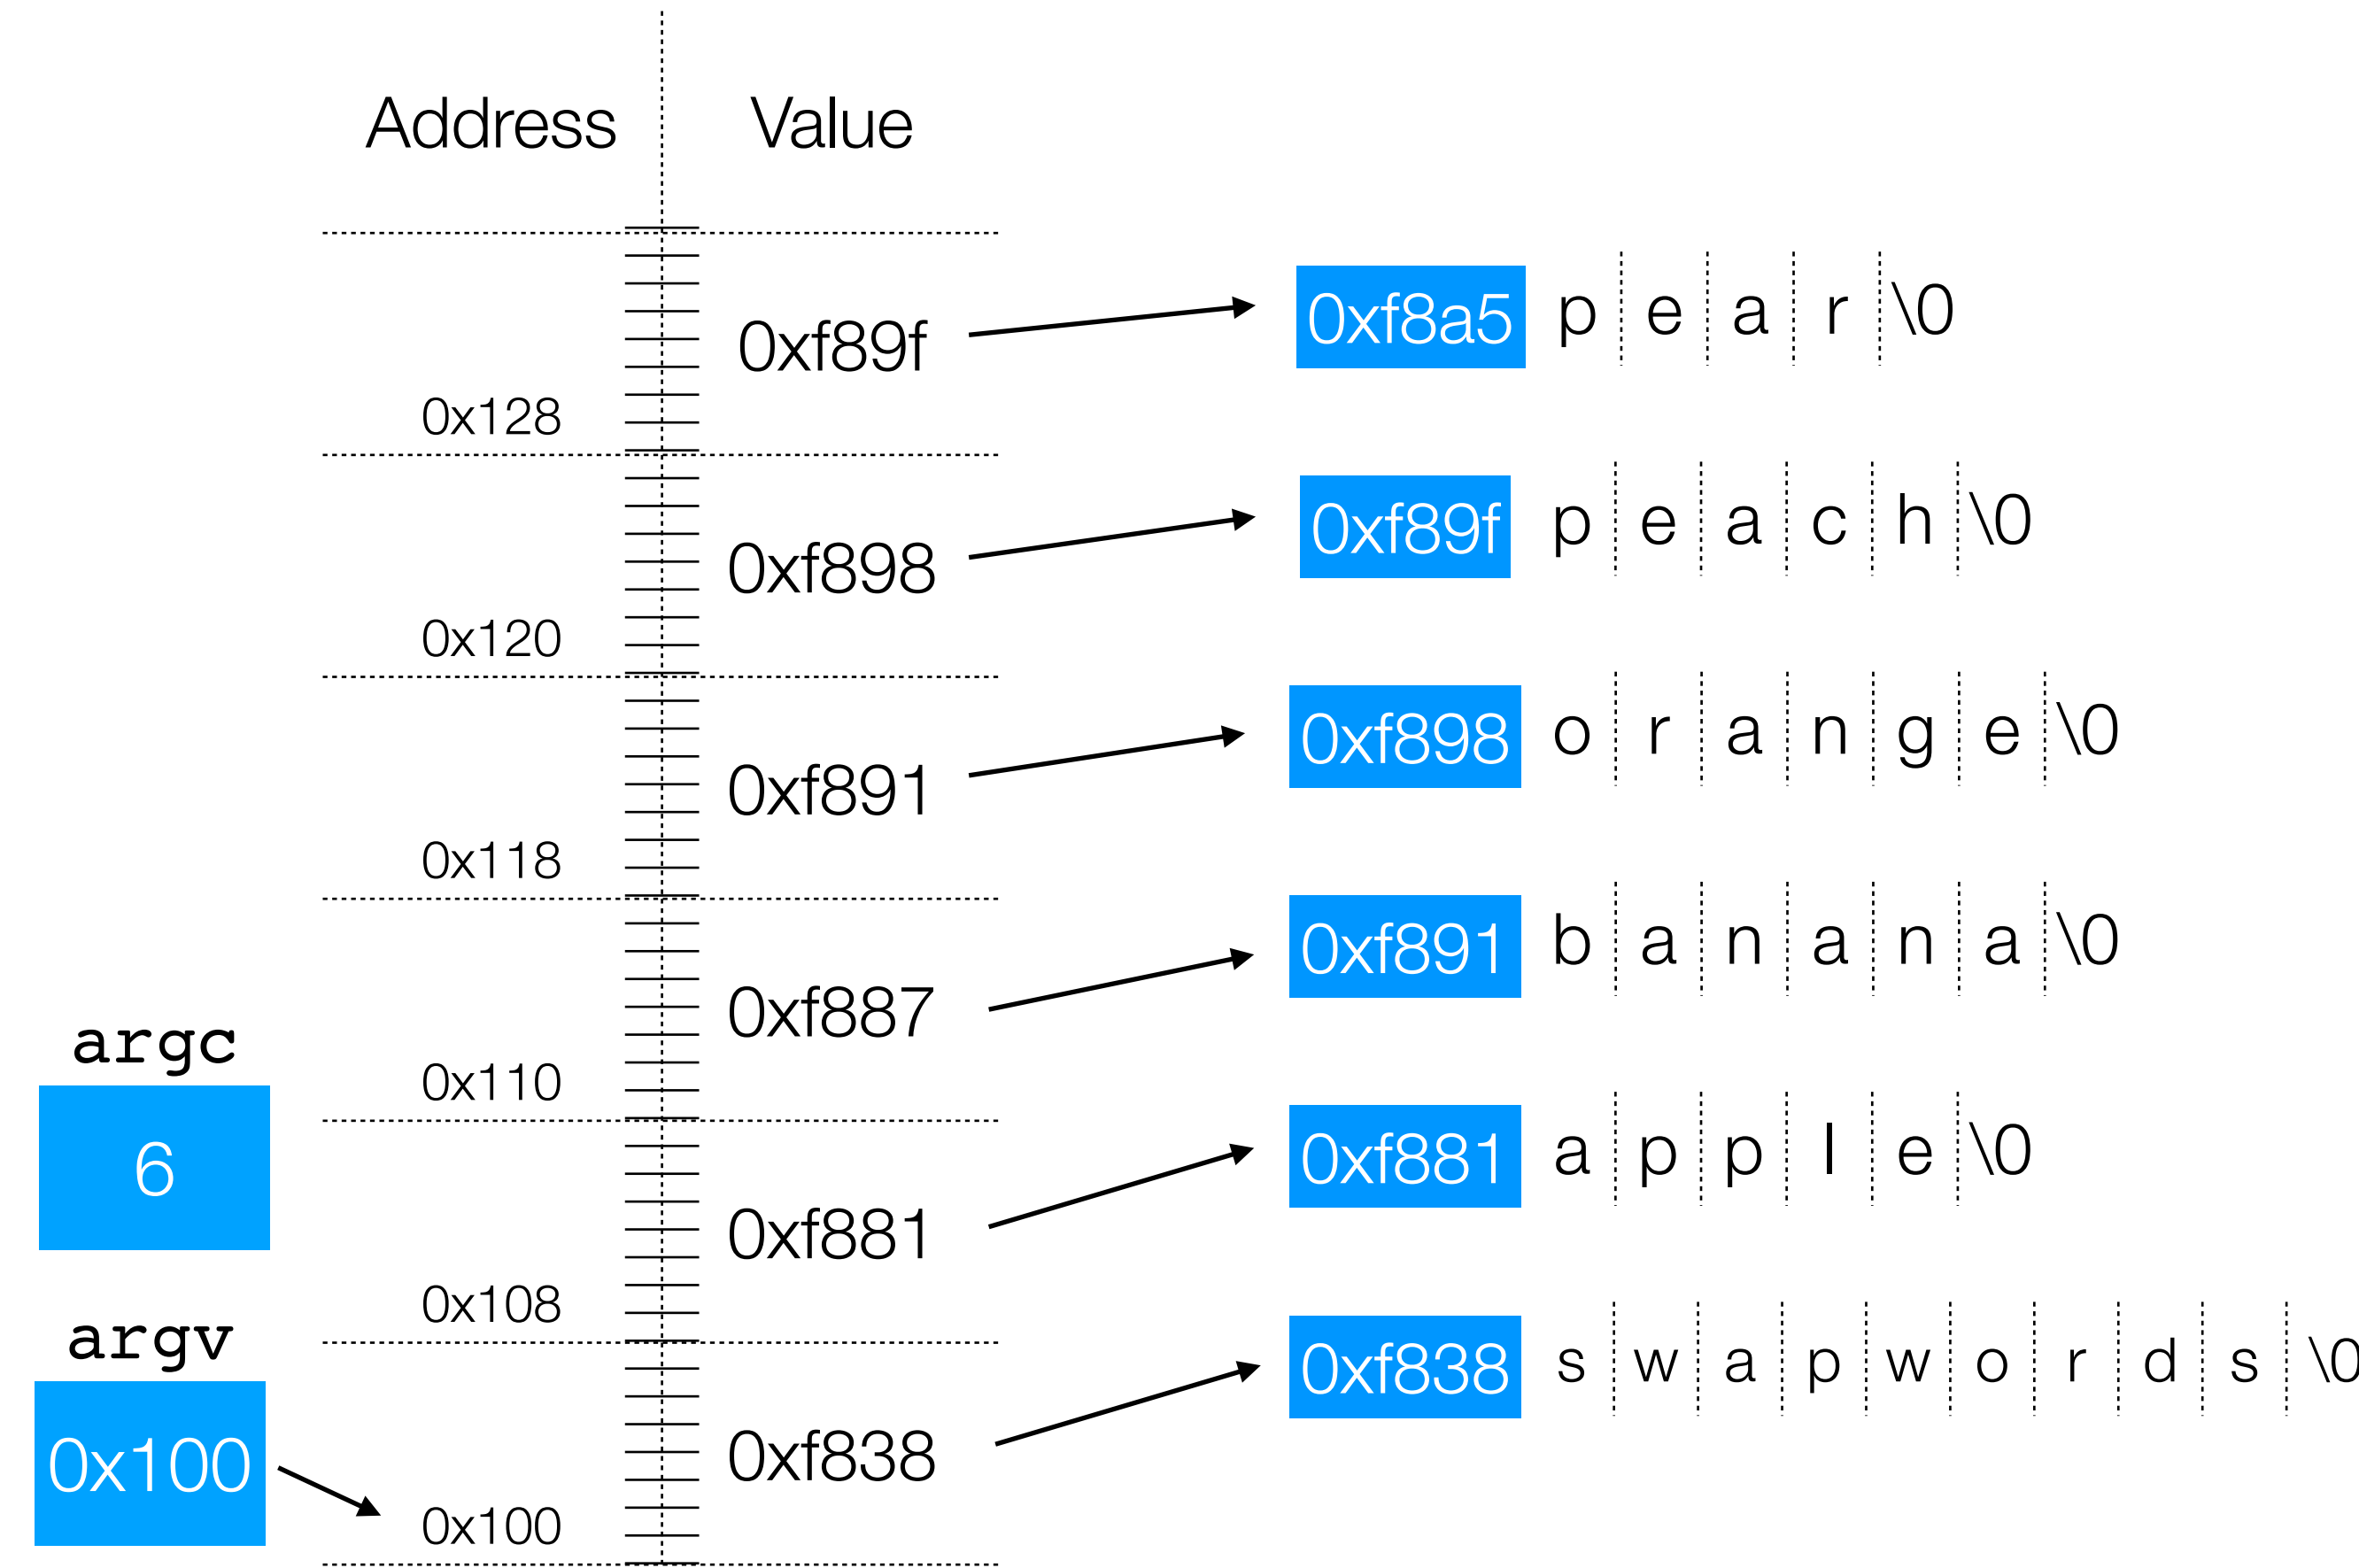 Address Value
0xf89f 0xf8a5 p e a r \0
0x128
0xf898 0xf89f p e a c h \0
0x120
0xf891 0xf898 o r a n g e \0
0x118
0xf887 0xf891 b a n a n a \0
argc
0x110
6
0xf881 0xf881 a p p l e \0
0x108
argv
0xf838 0xf838 s w a p w o r d s \0
0x100
0x100